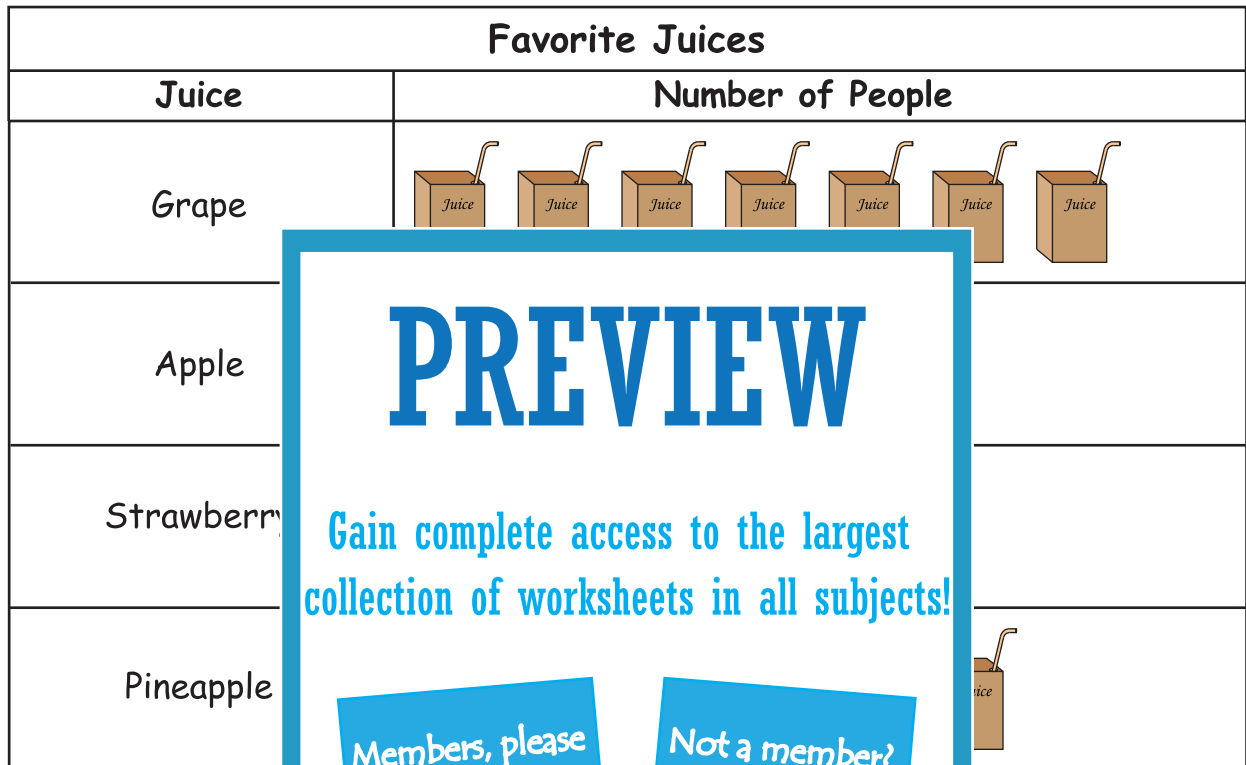 Favorite Juices
Juice Number of People
Grape Juice Juice Juice Juice Juice Juice Juice
Apple
PREVIEW
Strawberry
Gain complete access to the largest
collection of worksheets in all subjects!
Pineapple
Members, please
Not a member?